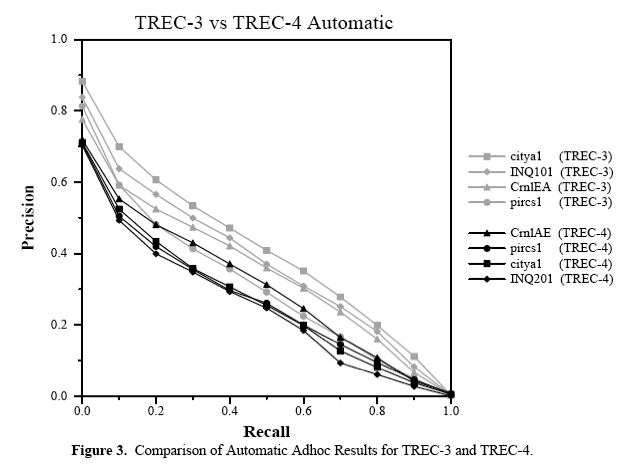 TREC-3 vs TREC-4 Automatic
1.0
0.8
0.6
0.4
0.2
0.0
Precision
0.0 0.2 0.4 0.6 0.8 1.0
Recall
citya1 (TREC-3)
INQ101 (TREC-3)
CrnlEA (TREC-3)
pircs1 (TREC-3)
CrnlAE (TREC-4)
pircs1 (TREC-4)
citya1 (TREC-4)
INQ201 (TREC-4)
Figure 3. Comparison of Automatic Adhoc Results for TREC-3 and TREC-4.